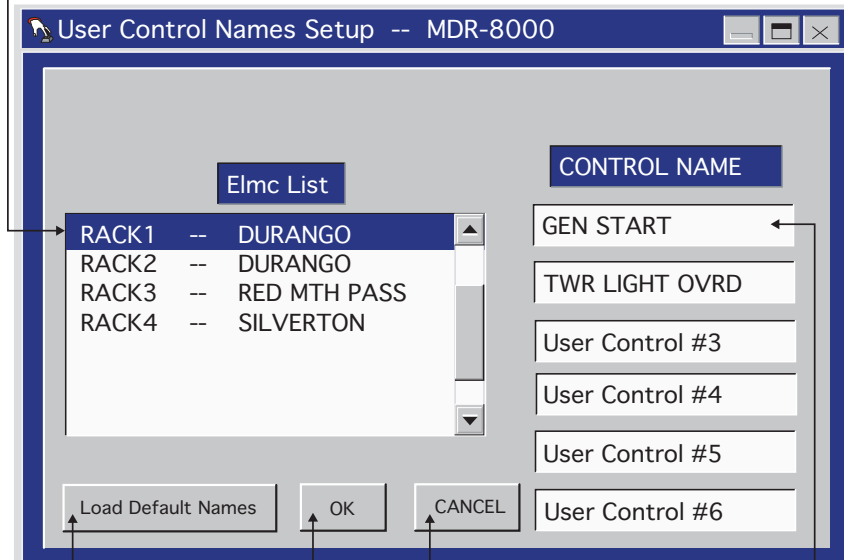 User Control Names Setup -- MDR-8000
Elmc List
RACK1 -- DURANGO
RACK2 -- DURANGO
RACK3 -- RED MTH PASS
RACK4 -- SILVERTON
CONTROL NAME
GEN START
TWR LIGHT OVRD
User Control #3
User Control #4
User Control #5
User Control #6
Load Default Names
OK
CANCEL